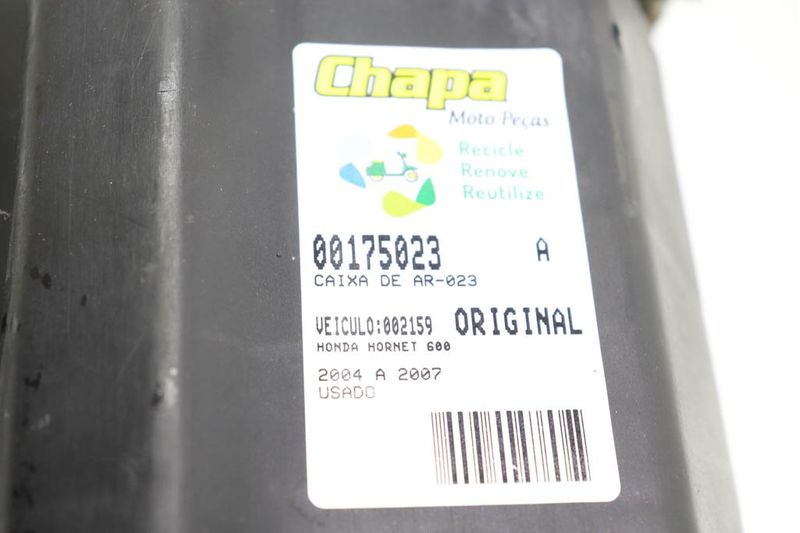 Chapa
Moto Peças
Recicle
Renove
Reutilize
00175023 A
CAIXA DE AR-023
VEICULO:002159 ORIGINAL
HONDA HORNET 600
2004 A 2007
USADO